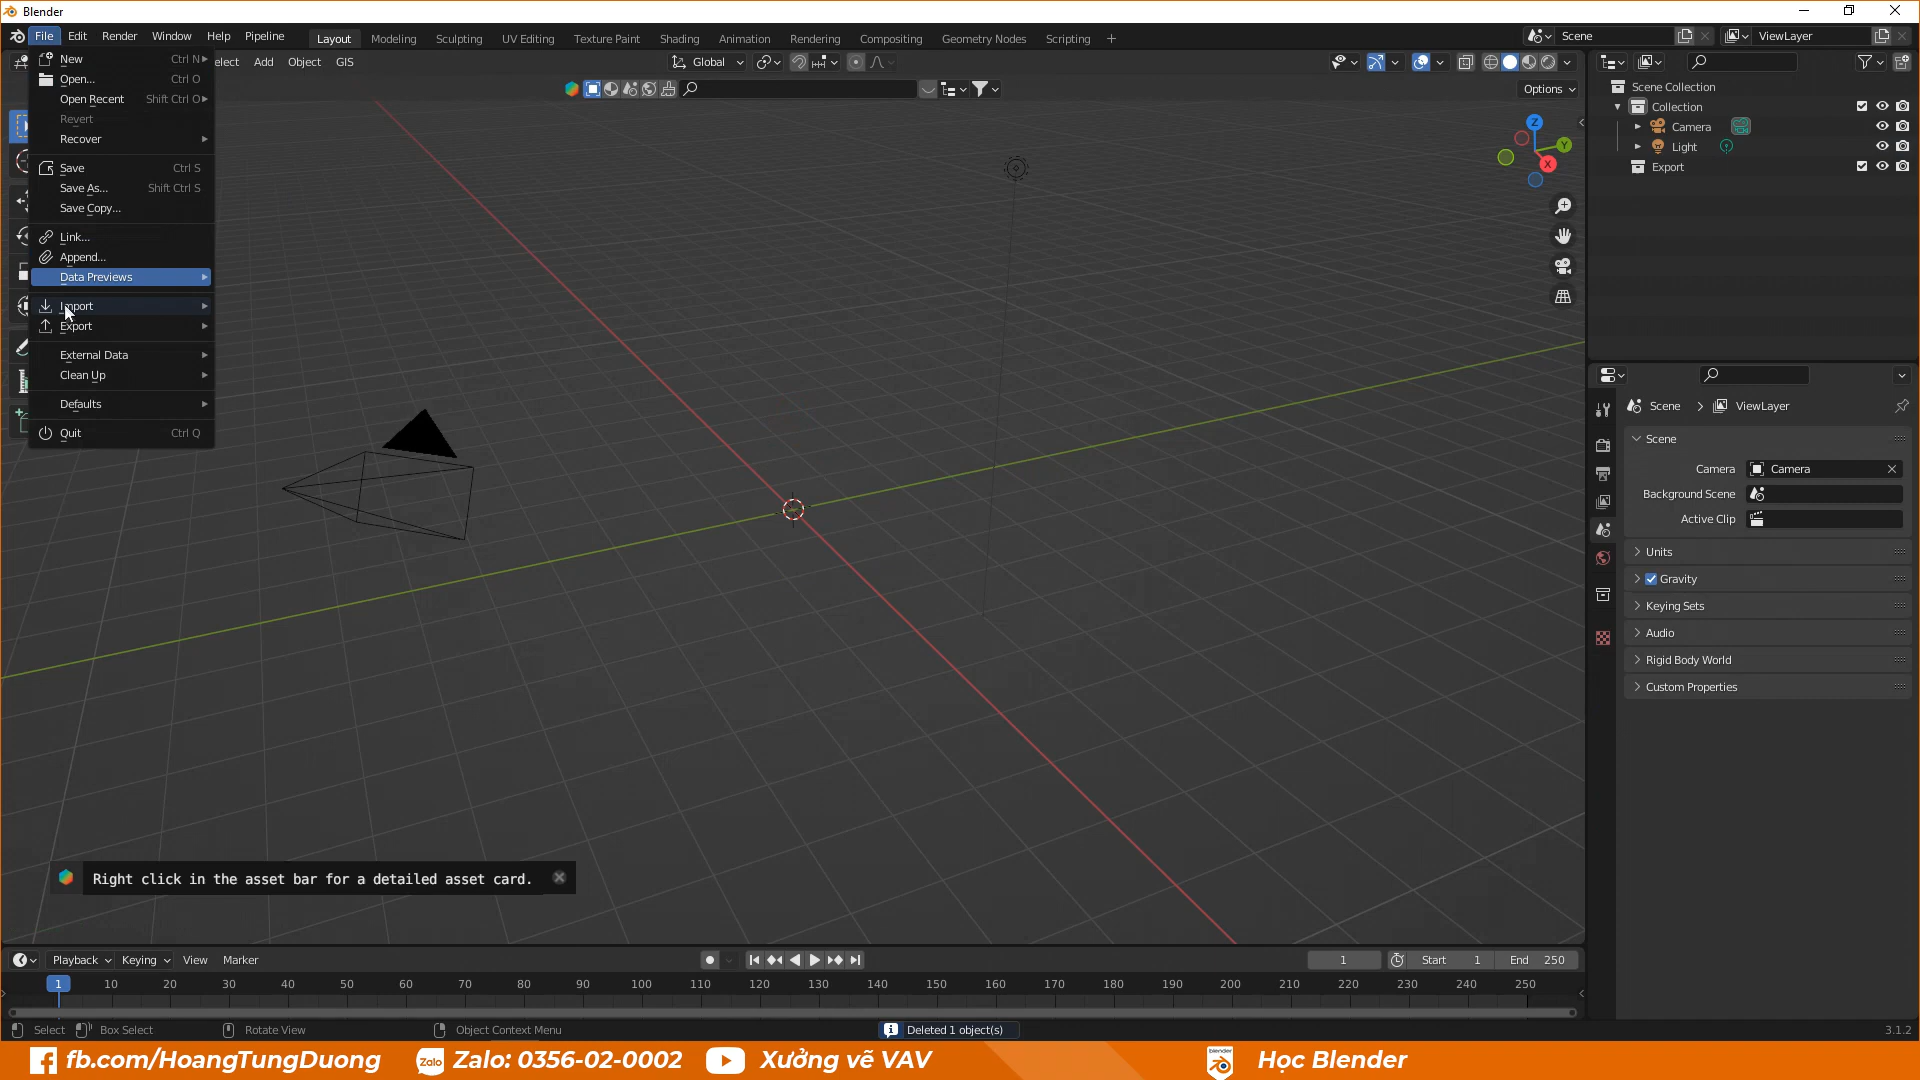 Blender
File Edit Render Window Help Pipeline Layout Modeling Sculpting UV Editing Texture Paint Shading Animation Rendering Compositing Geometry Nodes Scripting + Scene ViewLayer
elect Add Object GIS Global
Options
New Ctrl N
Open... Ctrl O
Open Recent Shift Ctrl O
Revert
Recover
Save Ctrl S
Save As... Shift Ctrl S
Save Copy...
Link...
Append...
Data Previews
Import
Export
External Data
Clean Up
Defaults
Quit Ctrl Q
Z
Y
X
Scene Collection
Collection
Camera
Light
Export
Scene > ViewLayer
Scene
Camera Camera
Background Scene
Active Clip
Units
Gravity
Keying Sets
Audio
Rigid Body World
Custom Properties
Right click in the asset bar for a detailed asset card.
Playback Keying View Marker 1 Start 1 End 250
1 10 20 30 40 50 60 70 80 90 100 110 120 130 140 150 160 170 180 190 200 210 220 230 240 250
Select Box Select Rotate View Object Context Menu Deleted 1 object(s) 3.1.2
fb.com/HoangTungDuong Zalo Zalo: 0356-02-0002 Xưởng vẽ VAV blender Học Blender